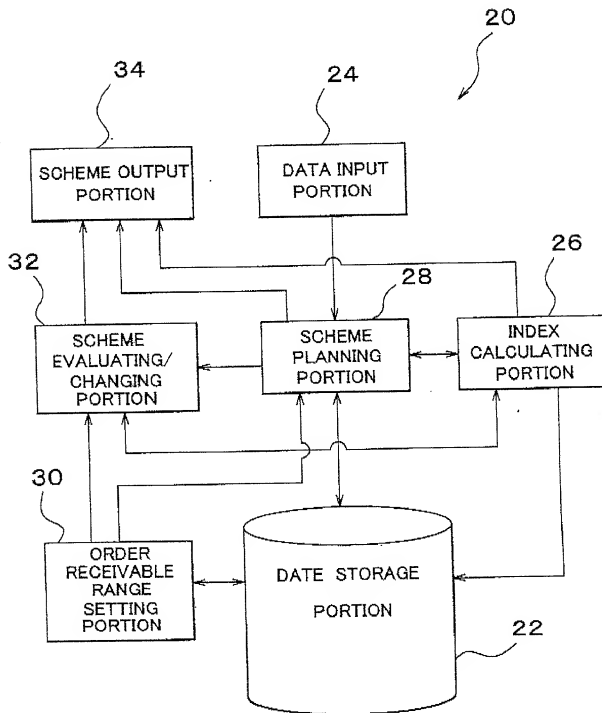 20
34
24
SCHEME OUTPUT
PORTION
DATA INPUT
PORTION
32
28
26
SCHEME
EVALUATING/
CHANGING
PORTION
SCHEME
PLANNING
PORTION
INDEX
CALCULATING
PORTION
30
ORDER
RECEIVABLE
RANGE
SETTING
PORTION
DATE STORAGE
PORTION
22